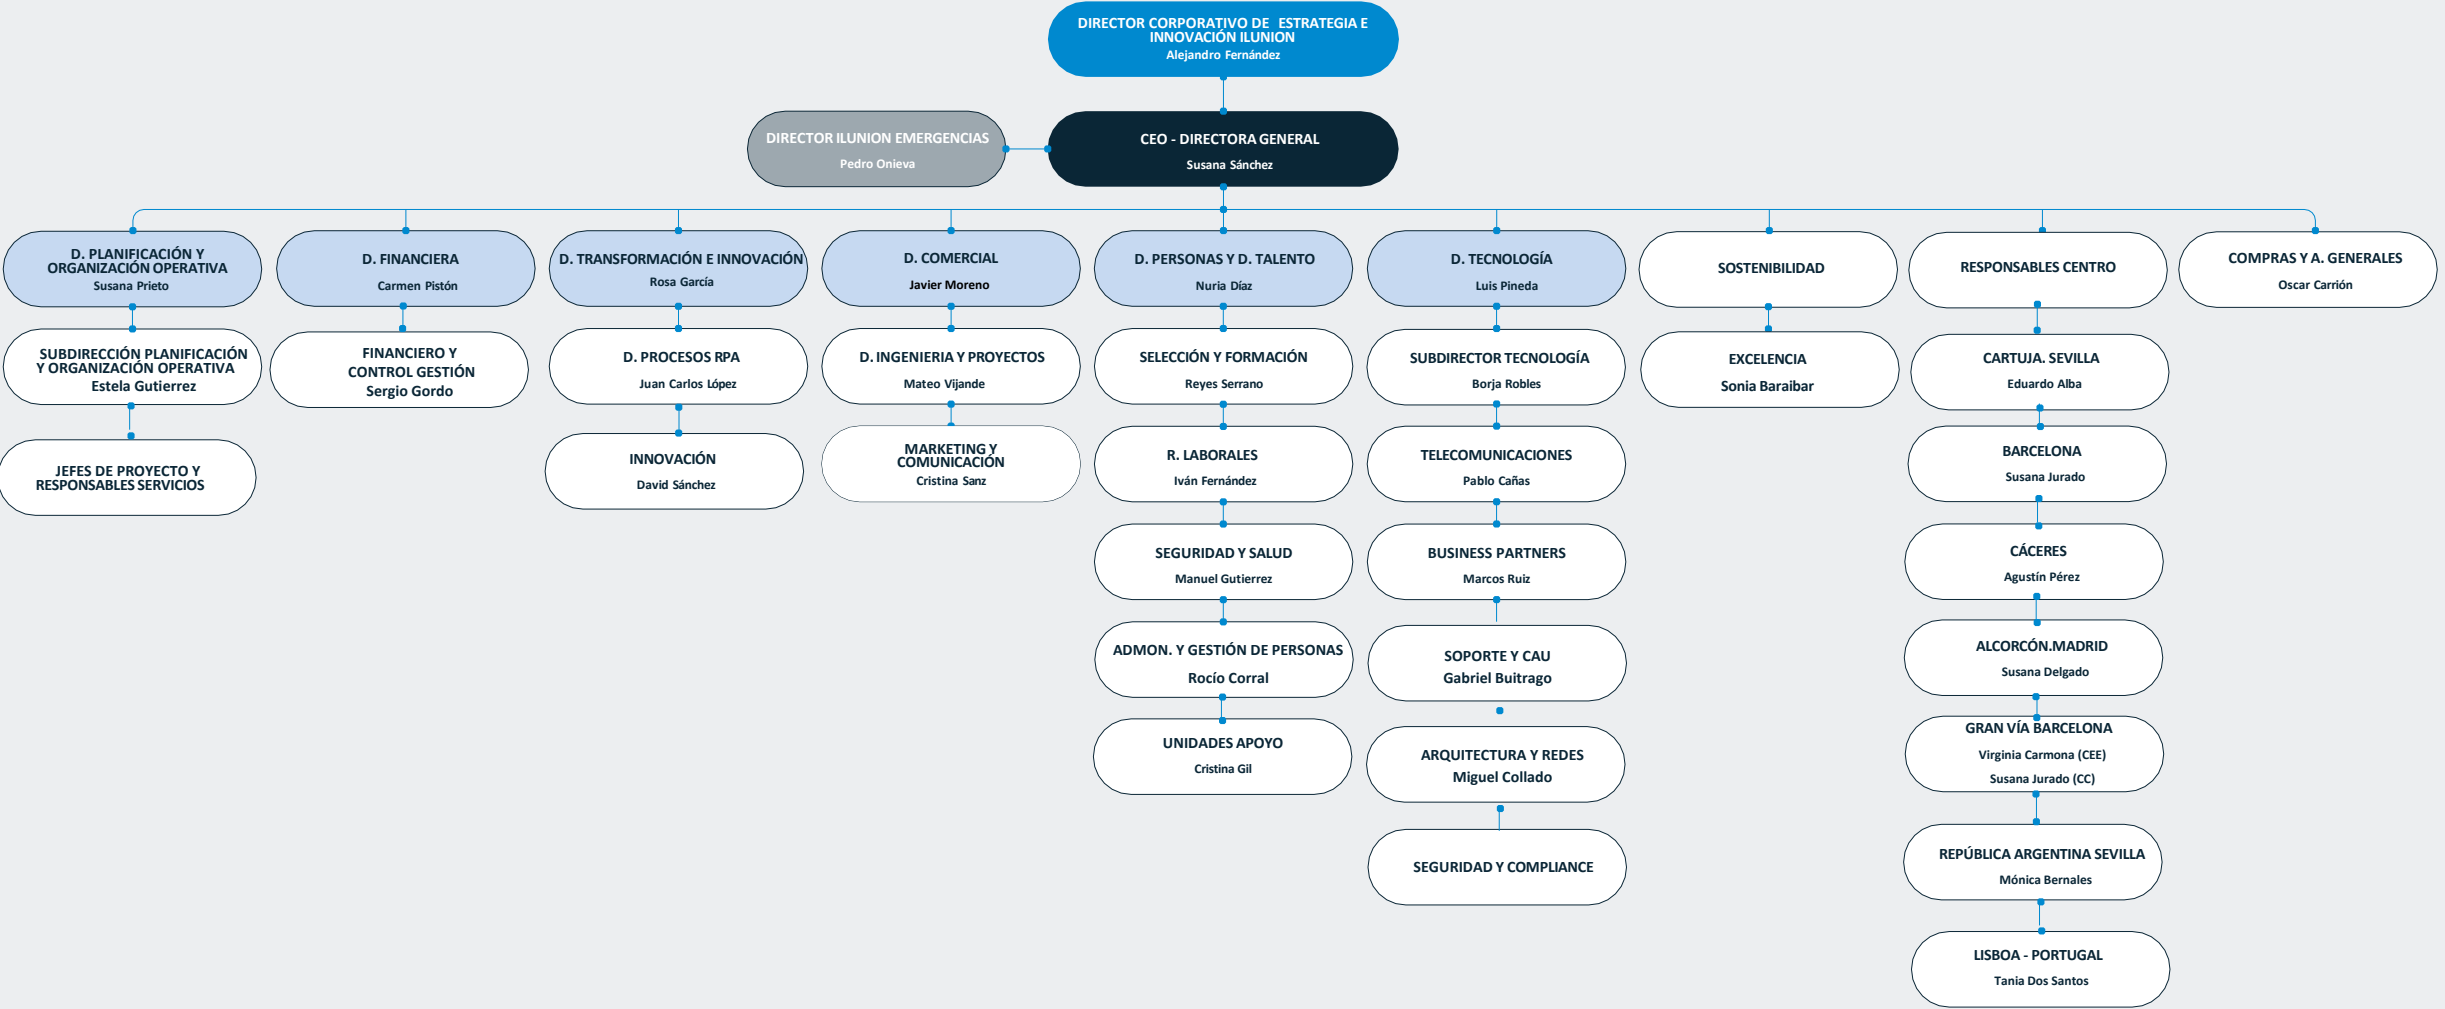 DIRECTOR CORPORATIVO DE ESTRATEGIA E
INNOVACIÓN ILUNION
Alejandro Fernández
DIRECTOR ILUNION EMERGENCIAS
Pedro Onieva
CEO - DIRECTORA GENERAL
Susana Sánchez
D. PLANIFICACIÓN Y
ORGANIZACIÓN OPERATIVA
Susana Prieto
SUBDIRECCIÓN PLANIFICACIÓN
Y ORGANIZACIÓN OPERATIVA
Estela Gutierrez
JEFES DE PROYECTO Y
RESPONSABLES SERVICIOS
D. FINANCIERA
Carmen Pistón
FINANCIERO Y
CONTROL GESTIÓN
Sergio Gordo
D. TRANSFORMACIÓN E INNOVACIÓN
Rosa García
D. PROCESOS RPA
Juan Carlos López
INNOVACIÓN
David Sánchez
D. COMERCIAL
Javier Moreno
D. INGENIERIA Y PROYECTOS
Mateo Vijande
MARKETING Y
COMUNICACIÓN
Cristina Sanz
D. PERSONAS Y D. TALENTO
Nuria Díaz
SELECCIÓN Y FORMACIÓN
Reyes Serrano
R. LABORALES
Iván Fernández
SEGURIDAD Y SALUD
Manuel Gutierrez
ADMON. Y GESTIÓN DE PERSONAS
Rocío Corral
UNIDADES APOYO
Cristina Gil
D. TECNOLOGÍA
Luis Pineda
SUBDIRECTOR TECNOLOGÍA
Borja Robles
TELECOMUNICACIONES
Pablo Cañas
BUSINESS PARTNERS
Marcos Ruiz
SOPORTE Y CAU
Gabriel Buitrago
ARQUITECTURA Y REDES
Miguel Collado
SEGURIDAD Y COMPLIANCE
SOSTENIBILIDAD
EXCELENCIA
Sonia Baraibar
RESPONSABLES CENTRO
CARTUJA. SEVILLA
Eduardo Alba
BARCELONA
Susana Jurado
CÁCERES
Agustín Pérez
ALCORCÓN.MADRID
Susana Delgado
GRAN VÍA BARCELONA
Virginia Carmona (CEE)
Susana Jurado (CC)
REPÚBLICA ARGENTINA SEVILLA
Mónica Bernales
LISBOA - PORTUGAL
Tania Dos Santos
COMPRAS Y A. GENERALES
Oscar Carrión